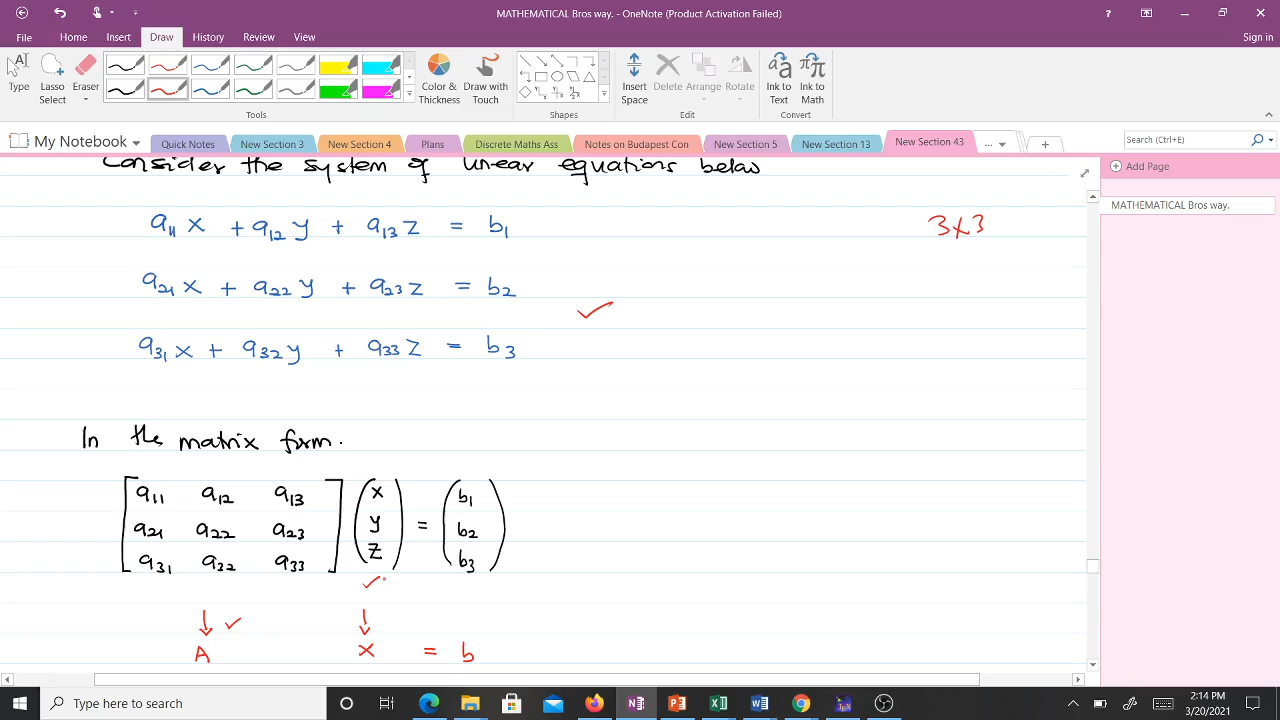 MATHEMATICAL Bros way. - OneNote (Product Activation Failed)
File Home Insert Draw History Review View Sign in
Type Lasso Select Eraser Color & Thickness Draw with Touch Insert Space Delete Arrange Rotate Ink to Text Ink to Math
Tools Shapes Edit Convert
My Notebook Quick Notes New Section 3 New Section 4 Plans Discrete Maths Ass Notes on Budapest Con New Section 5 New Section 13 New Section 43 ... Search (Ctrl+E)
Add Page
MATHEMATICAL Bros way.
Consider the system of linear equations below
a11 x + a12 y + a13 z = b1
3x3
a21 x + a22 y + a23 z = b2
a31 x + a32 y + a33 z = b3
In the matrix form.
a11 a12 a13 x b1
a21 a22 a23 y = b2
a31 a32 a33 z b3
A x = b
Type here to search
2:14 PM
3/20/2021